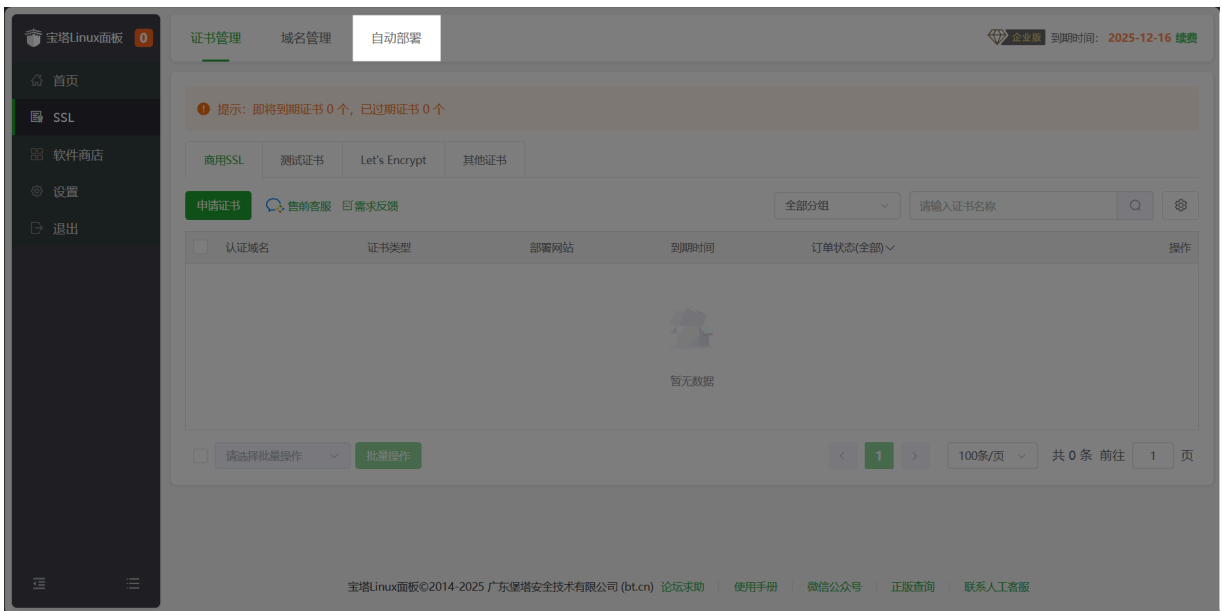 宝塔Linux面板 0
首页
SSL
软件商店
设置
退出
证书管理 域名管理 自动部署
企业版 到期时间: 2025-12-16 续费
提示: 即将到期证书 0 个, 已过期证书 0 个
商用SSL 测试证书 Let's Encrypt 其他证书
申请证书 售前客服 需求反馈 全部分组 请输入证书名称
认证域名 证书类型 部署网站 到期时间 订单状态(全部) 操作
暂无数据
请选择批量操作 批量操作 1 100条/页 共 0 条 前往 1 页
宝塔Linux面板©2014-2025 广东堡塔安全技术有限公司 (bt.cn) 论坛求助 使用手册 微信公众号 正版查询 联系人工客服